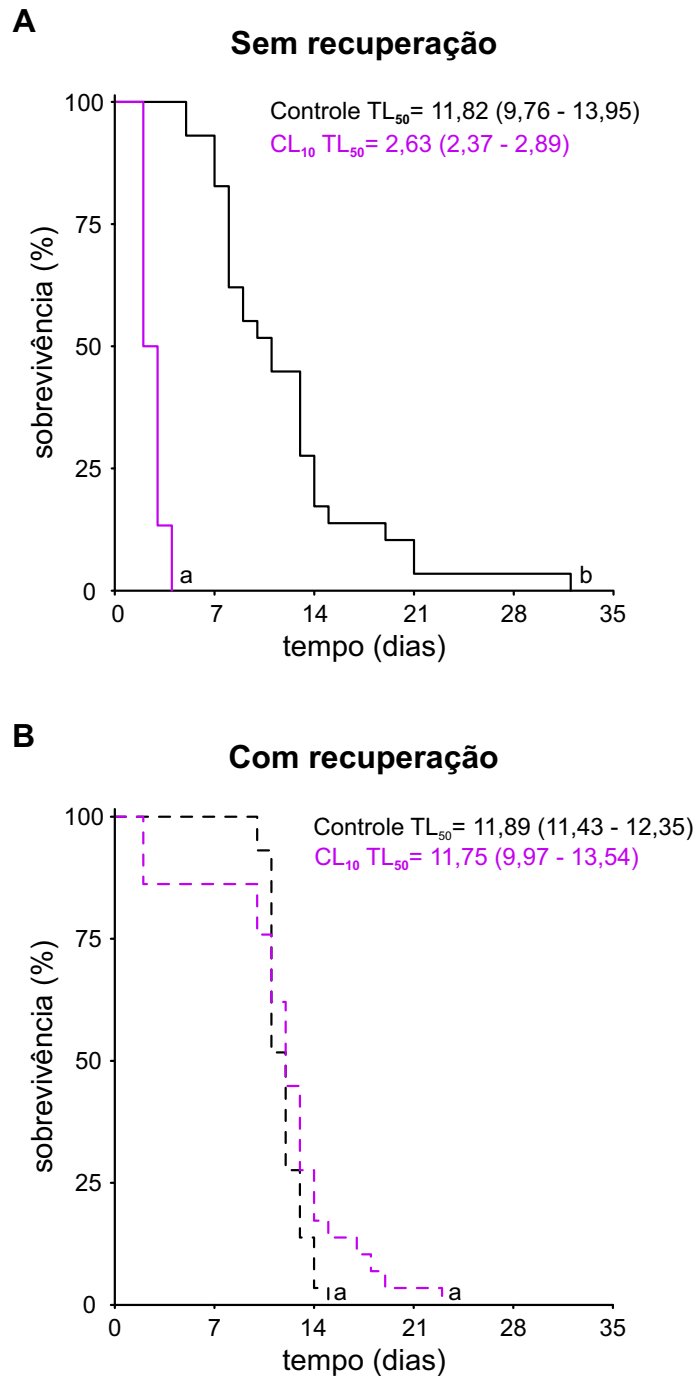 A
Sem recuperação
Controle TL50= 11,82 (9,76 - 13,95)
CL10 TL50= 2,63 (2,37 - 2,89)
100
75
50
25
0
sobrevivência (%)
a
b
0 7 14 21 28 35
tempo (dias)
B
Com recuperação
Controle TL50= 11,89 (11,43 - 12,35)
CL10 TL50= 11,75 (9,97 - 13,54)
100
75
50
25
0
sobrevivência (%)
a
a
0 7 14 21 28 35
tempo (dias)